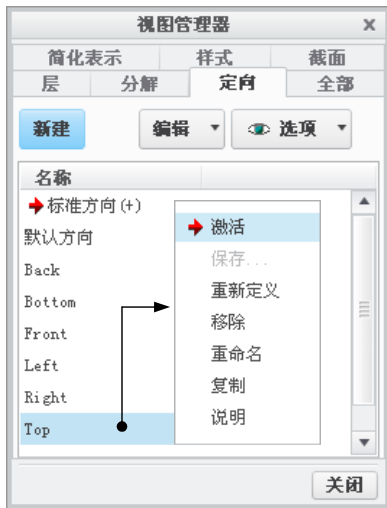 视图管理器
简化表示 样式 截面
层 分解 定向 全部
新建 编辑 选项
名称
标准方向(+)
默认方向
Back
Bottom
Front
Left
Right
Top
激活
保存...
重新定义
移除
重命名
复制
说明
关闭